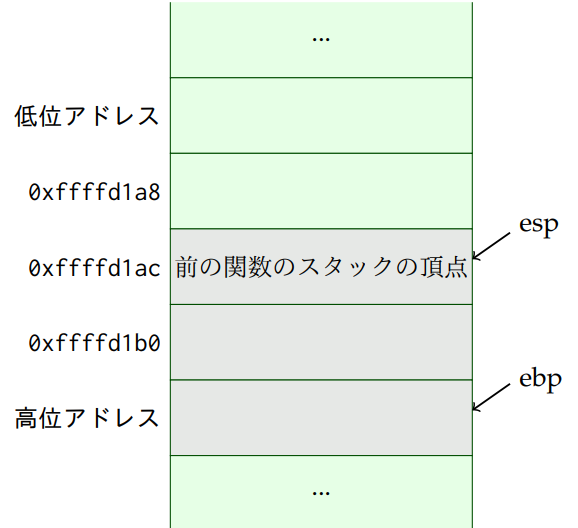 ...
低位アドレス
0xffffd1a8
esp
0xffffd1ac
前の関数のスタックの頂点
0xffffd1b0
ebp
高位アドレス
...